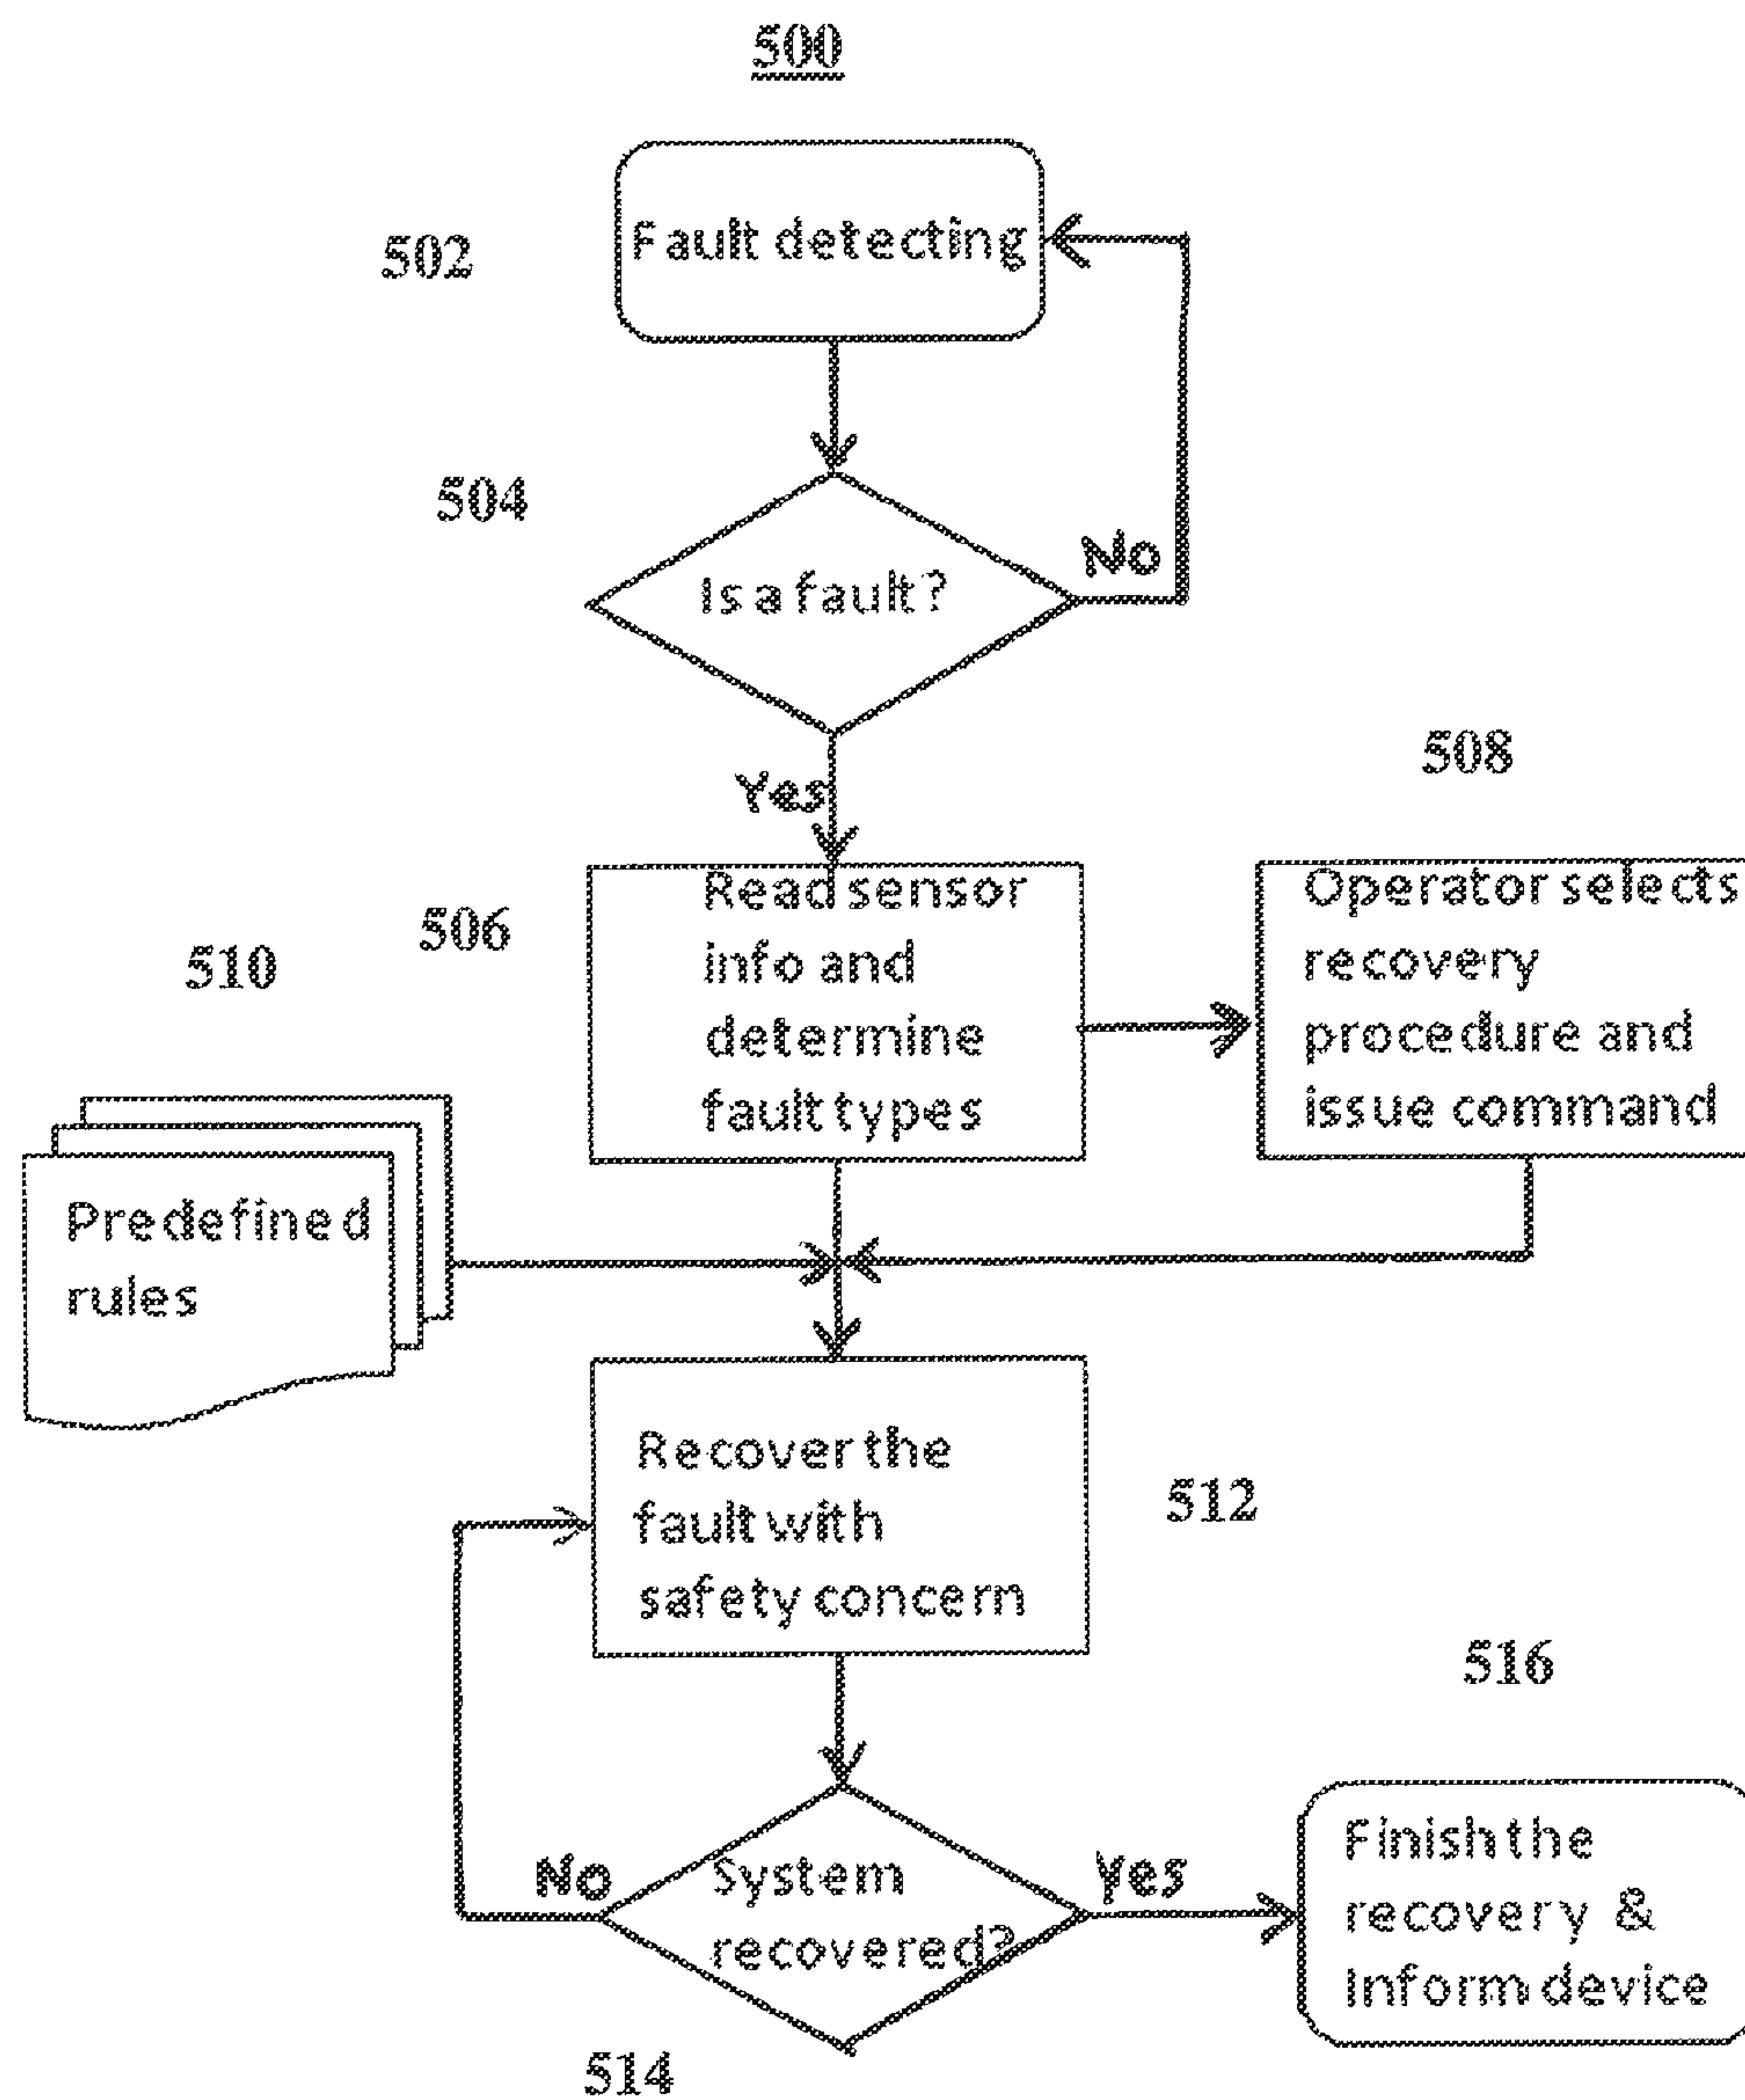 500
502
Fault detecting
504
Is a fault?
No
Yes
506
Read sensor
info and
determine
fault types
508
Operator selects
recovery
procedure and
issue command
510
Predefined
rules
512
Recover the
fault with
safety concern
514
System
recovered?
No
Yes
516
Finish the
recovery &
Inform device